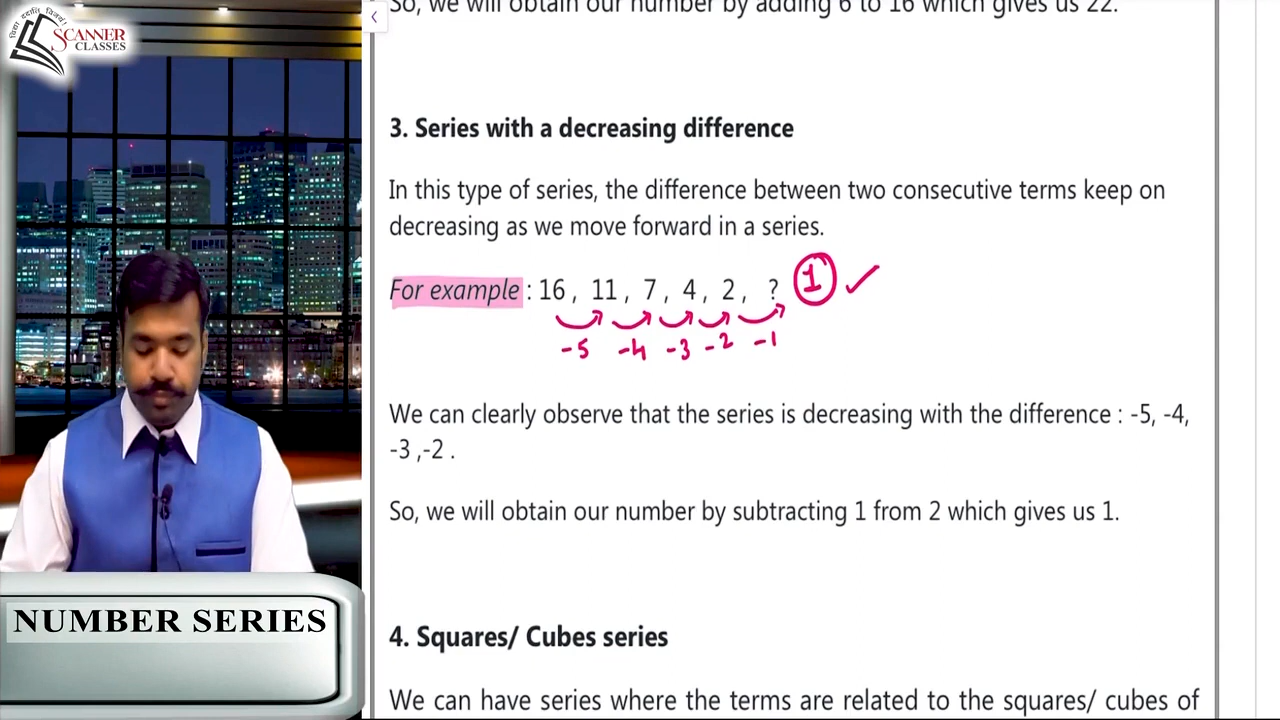 SCANNER
CLASSES
So, we will obtain our number by adding 6 to 16 which gives us 22.
3. Series with a decreasing difference
In this type of series, the difference between two consecutive terms keep on
decreasing as we move forward in a series.
For example : 16 , 11 , 7 , 4 , 2 , ? 1
-5 -4 -3 -2 -1
We can clearly observe that the series is decreasing with the difference : -5, -4,
-3 ,-2 .
So, we will obtain our number by subtracting 1 from 2 which gives us 1.
NUMBER SERIES
4. Squares/ Cubes series
We can have series where the terms are related to the squares/ cubes of